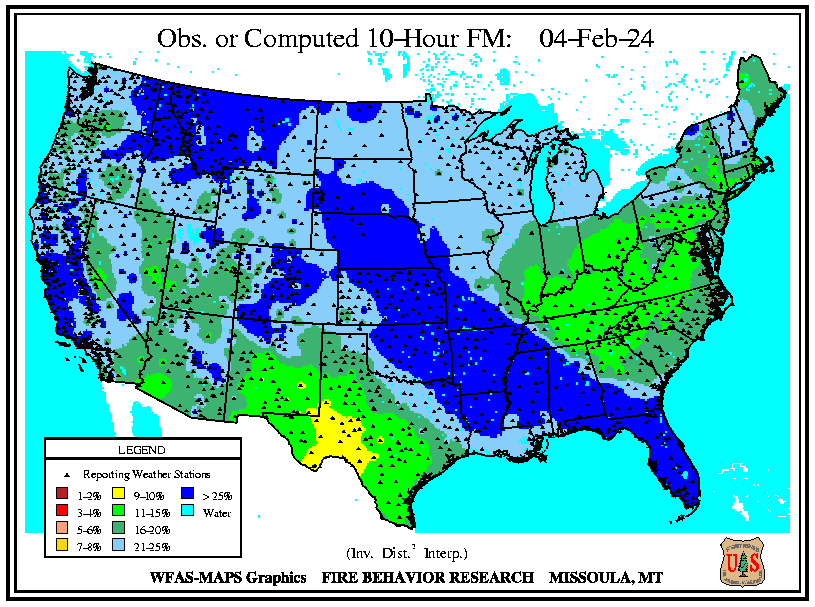 Obs. or Computed 10-Hour FM: 04-Feb-24
LEGEND
Reporting Weather Stations
1-2% 9-10% > 25%
3-4% 11-15% Water
5-6% 16-20%
7-8% 21-25%
(Inv. Dist.² Interp.)
WFAS-MAPS Graphics FIRE BEHAVIOR RESEARCH MISSOULA, MT
U S